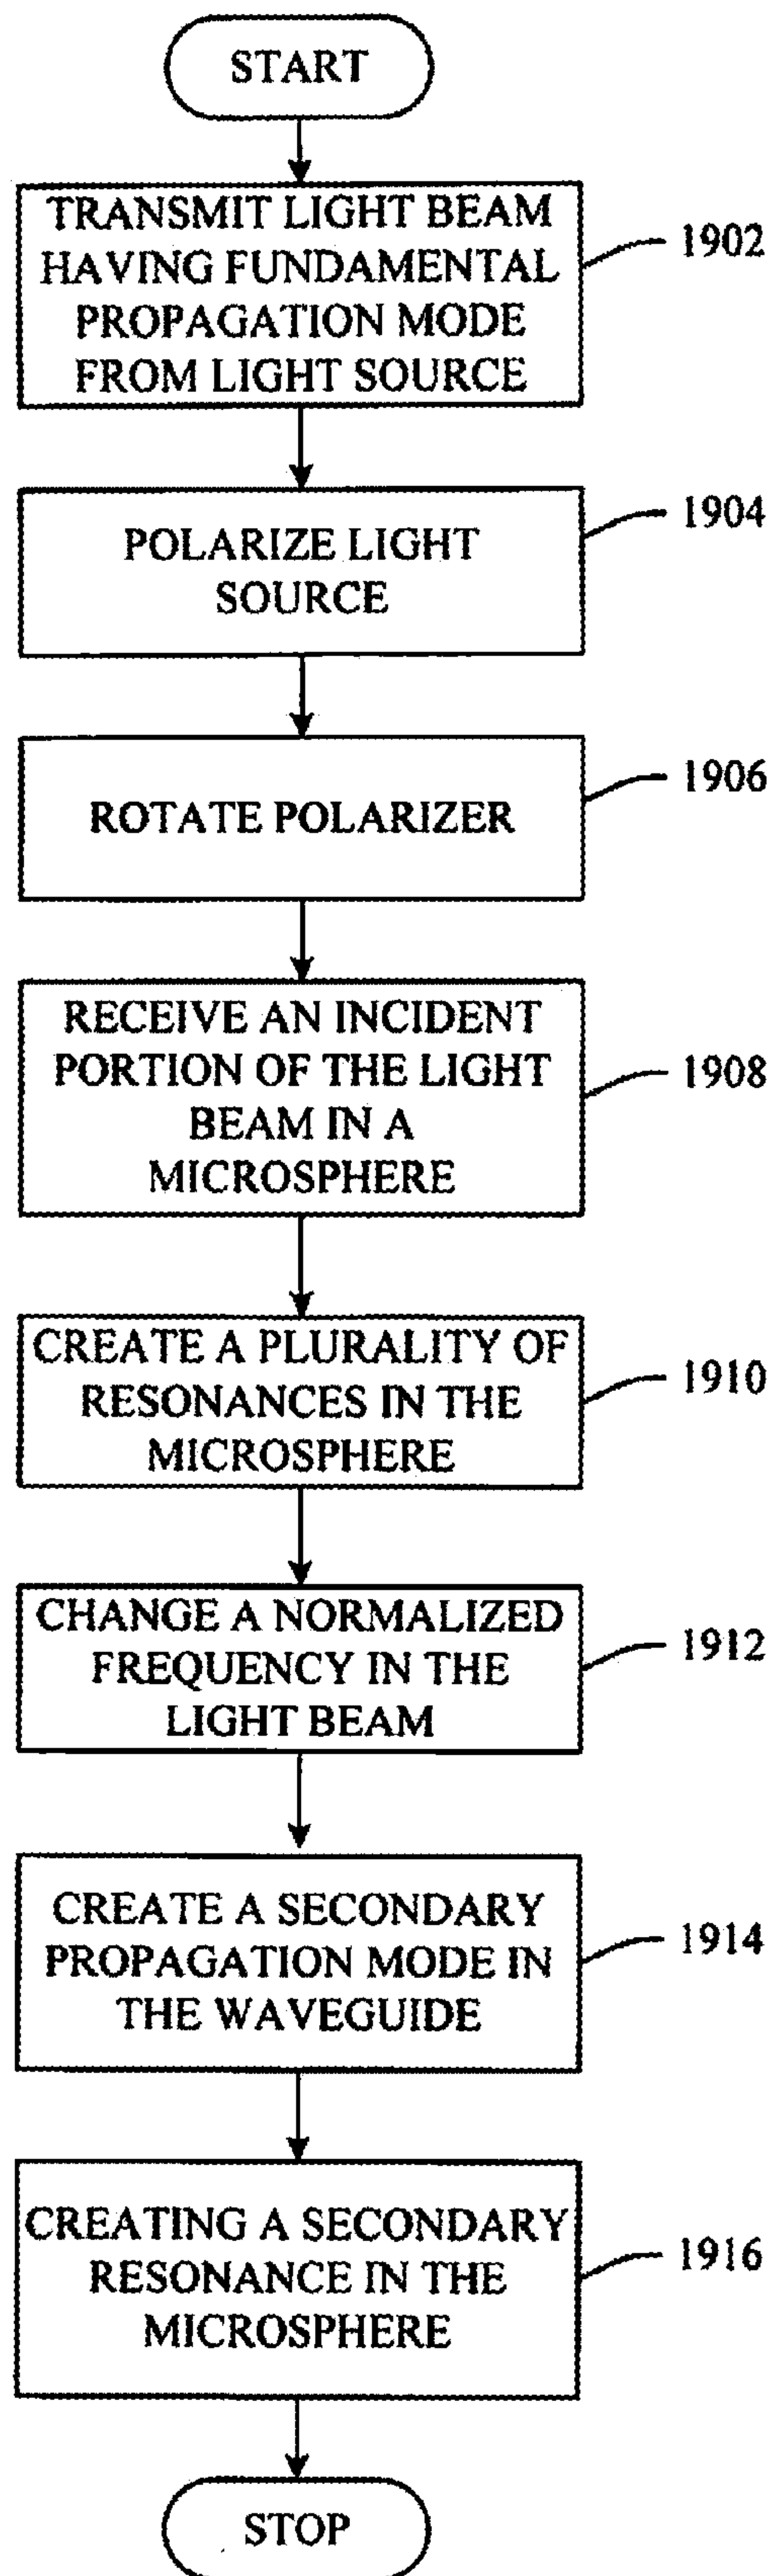 START
TRANSMIT LIGHT BEAM
HAVING FUNDAMENTAL
PROPAGATION MODE
FROM LIGHT SOURCE
1902
POLARIZE LIGHT
SOURCE
1904
ROTATE POLARIZER
1906
RECEIVE AN INCIDENT
PORTION OF THE LIGHT
BEAM IN A
MICROSPHERE
1908
CREATE A PLURALITY OF
RESONANCES IN THE
MICROSPHERE
1910
CHANGE A NORMALIZED
FREQUENCY IN THE
LIGHT BEAM
1912
CREATE A SECONDARY
PROPAGATION MODE IN
THE WAVEGUIDE
1914
CREATING A SECONDARY
RESONANCE IN THE
MICROSPHERE
1916
STOP